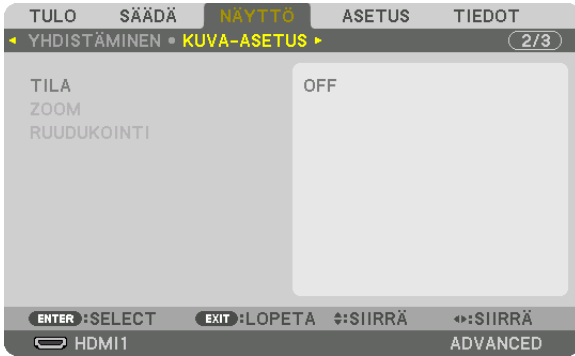 TULO SÄÄDÄ NÄYTTÖ ASETUS TIEDOT
YHDISTÄMINEN • KUVA-ASETUS 2/3
TILA OFF
ZOOM
RUUDUKOINTI
ENTER :SELECT EXIT :LOPETA :SIIRRÄ :SIIRRÄ
HDMI1 ADVANCED